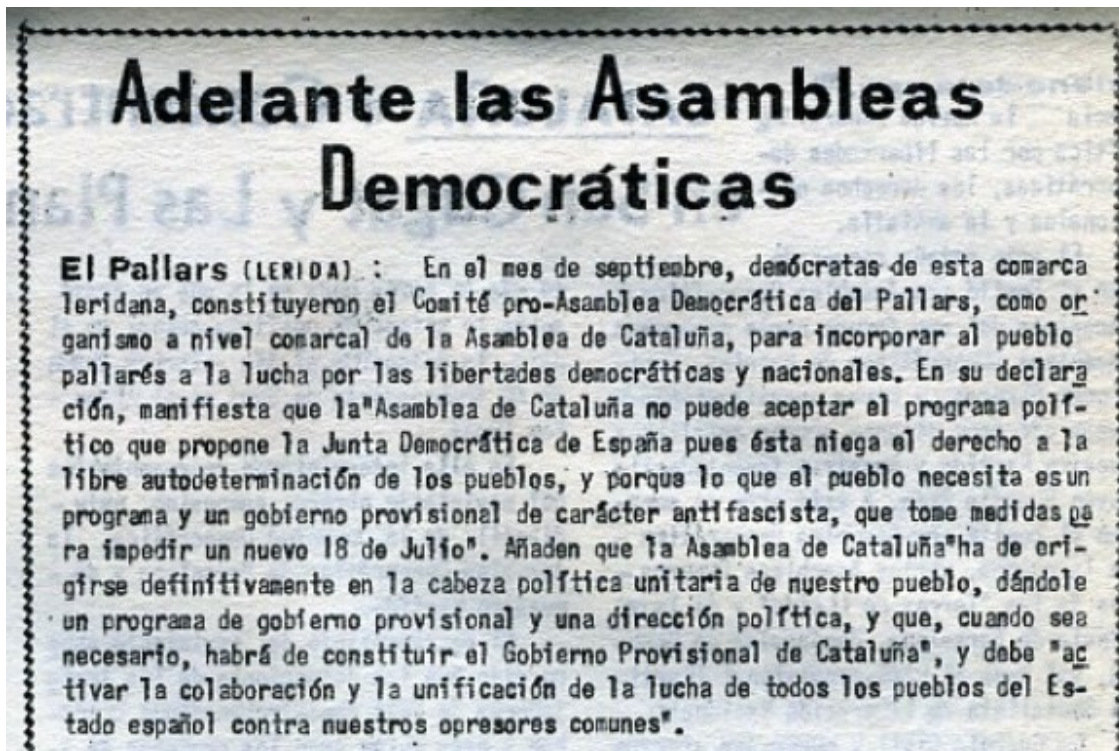 Adelante las Asambleas
Democráticas
El Pallars (LERIDA) : En el mes de septiembre, demócratas de esta comarca
leridana, constituyeron el Comité pro-Asamblea Democrática del Pallars, como or
ganismo a nivel comarcal de la Asamblea de Cataluña, para incorporar al pueblo
pallarés a la lucha por las libertades democráticas y nacionales. En su declara
ción, manifiesta que la"Asamblea de Cataluña no puede aceptar el programa polí-
tico que propone la Junta Democrática de España pues ésta niega el derecho a la
libre autodeterminación de los pueblos, y porque lo que el pueblo necesita es un
programa y un gobierno provisional de carácter antifascista, que tome medidas pa
ra impedir un nuevo 18 de Julio". Añaden que la Asamblea de Cataluña"ha de eri-
girse definitivamente en la cabeza política unitaria de nuestro pueblo, dándole
un programa de gobierno provisional y una dirección política, y que, cuando sea
necesario, habrá de constituir el Gobierno Provisional de Cataluña", y debe "ac
tivar la colaboración y la unificación de la lucha de todos los pueblos del Es-
tado español contra nuestros opresores comunes".